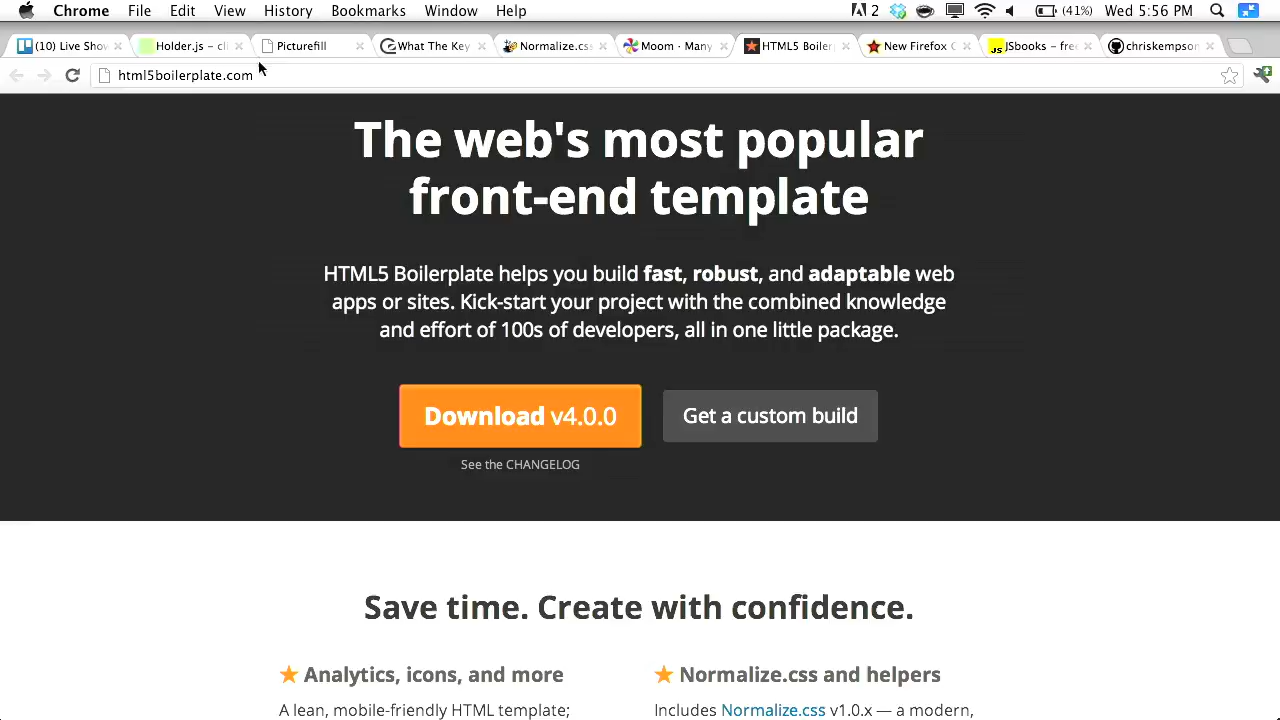 Chrome File Edit View History Bookmarks Window Help 2 (41%) Wed 5:56 PM
(10) Live Show Holder.js – cli Picturefill What The Key Normalize.css Moom · Many HTML5 Boiler New Firefox C JS JSbooks – free chriskempson
html5boilerplate.com
The web's most popular
front-end template
HTML5 Boilerplate helps you build fast, robust, and adaptable web
apps or sites. Kick-start your project with the combined knowledge
and effort of 100s of developers, all in one little package.
Download v4.0.0 Get a custom build
See the CHANGELOG
Save time. Create with confidence.
Analytics, icons, and more Normalize.css and helpers
A lean, mobile-friendly HTML template; Includes Normalize.css v1.0.x — a modern,